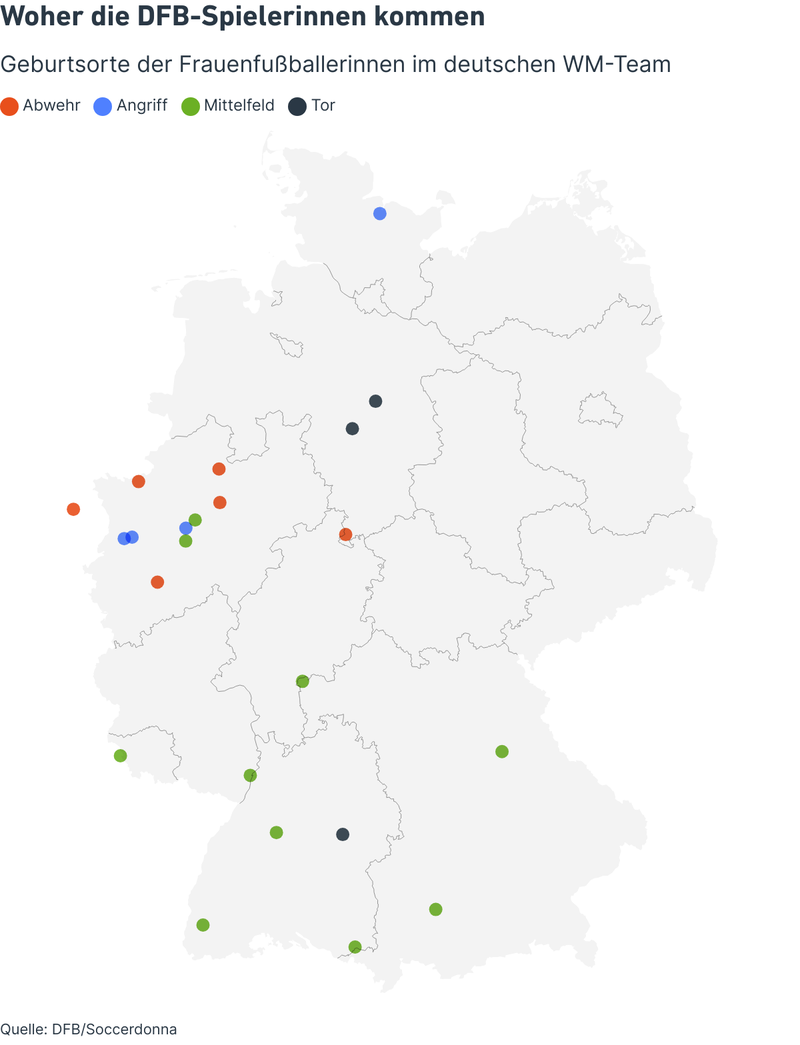 Woher die DFB-Spielerinnen kommen
Geburtsorte der Frauenfußballerinnen im deutschen WM-Team
Abwehr Angriff Mittelfeld Tor
Quelle: DFB/Soccerdonna